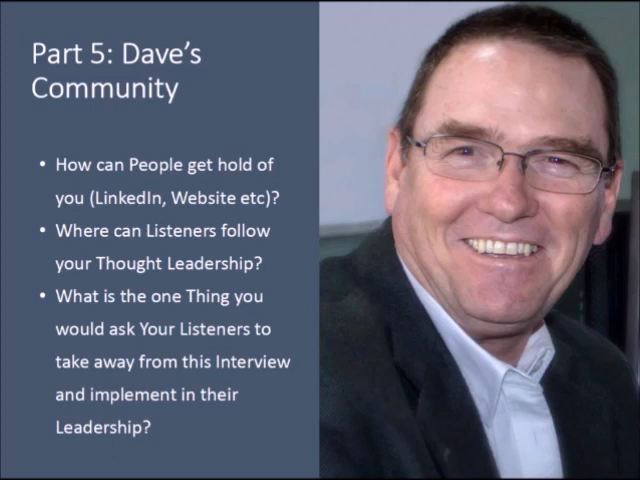 Part 5: Dave’s
Community
• How can People get hold of
you (LinkedIn, Website etc)?
• Where can Listeners follow
your Thought Leadership?
• What is the one Thing you
would ask Your Listeners to
take away from this Interview
and implement in their
Leadership?